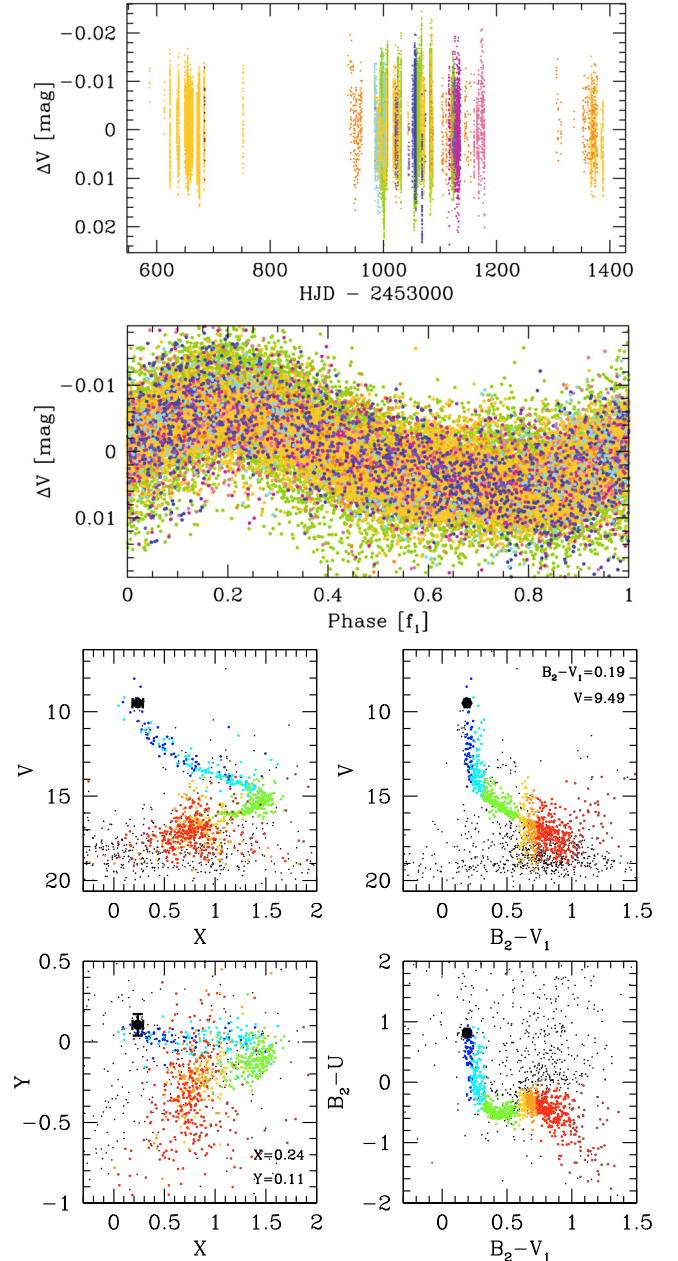 −0.02
−0.01
0
0.01
0.02
ΔV [mag]
600 800 1000 1200 1400
HJD − 2453000
−0.01
0
0.01
ΔV [mag]
0 0.2 0.4 0.6 0.8 1
Phase [f₁]
10
15
20
V
0 0.5 1 1.5 2
X
B₂−V₁=0.19
V=9.49
10
15
20
V
0 0.5 1 1.5
B₂−V₁
0.5
0
−0.5
−1
Y
X=0.24
Y=0.11
0 0.5 1 1.5 2
X
2
1
0
−1
−2
B₂−U
0 0.5 1 1.5
B₂−V₁